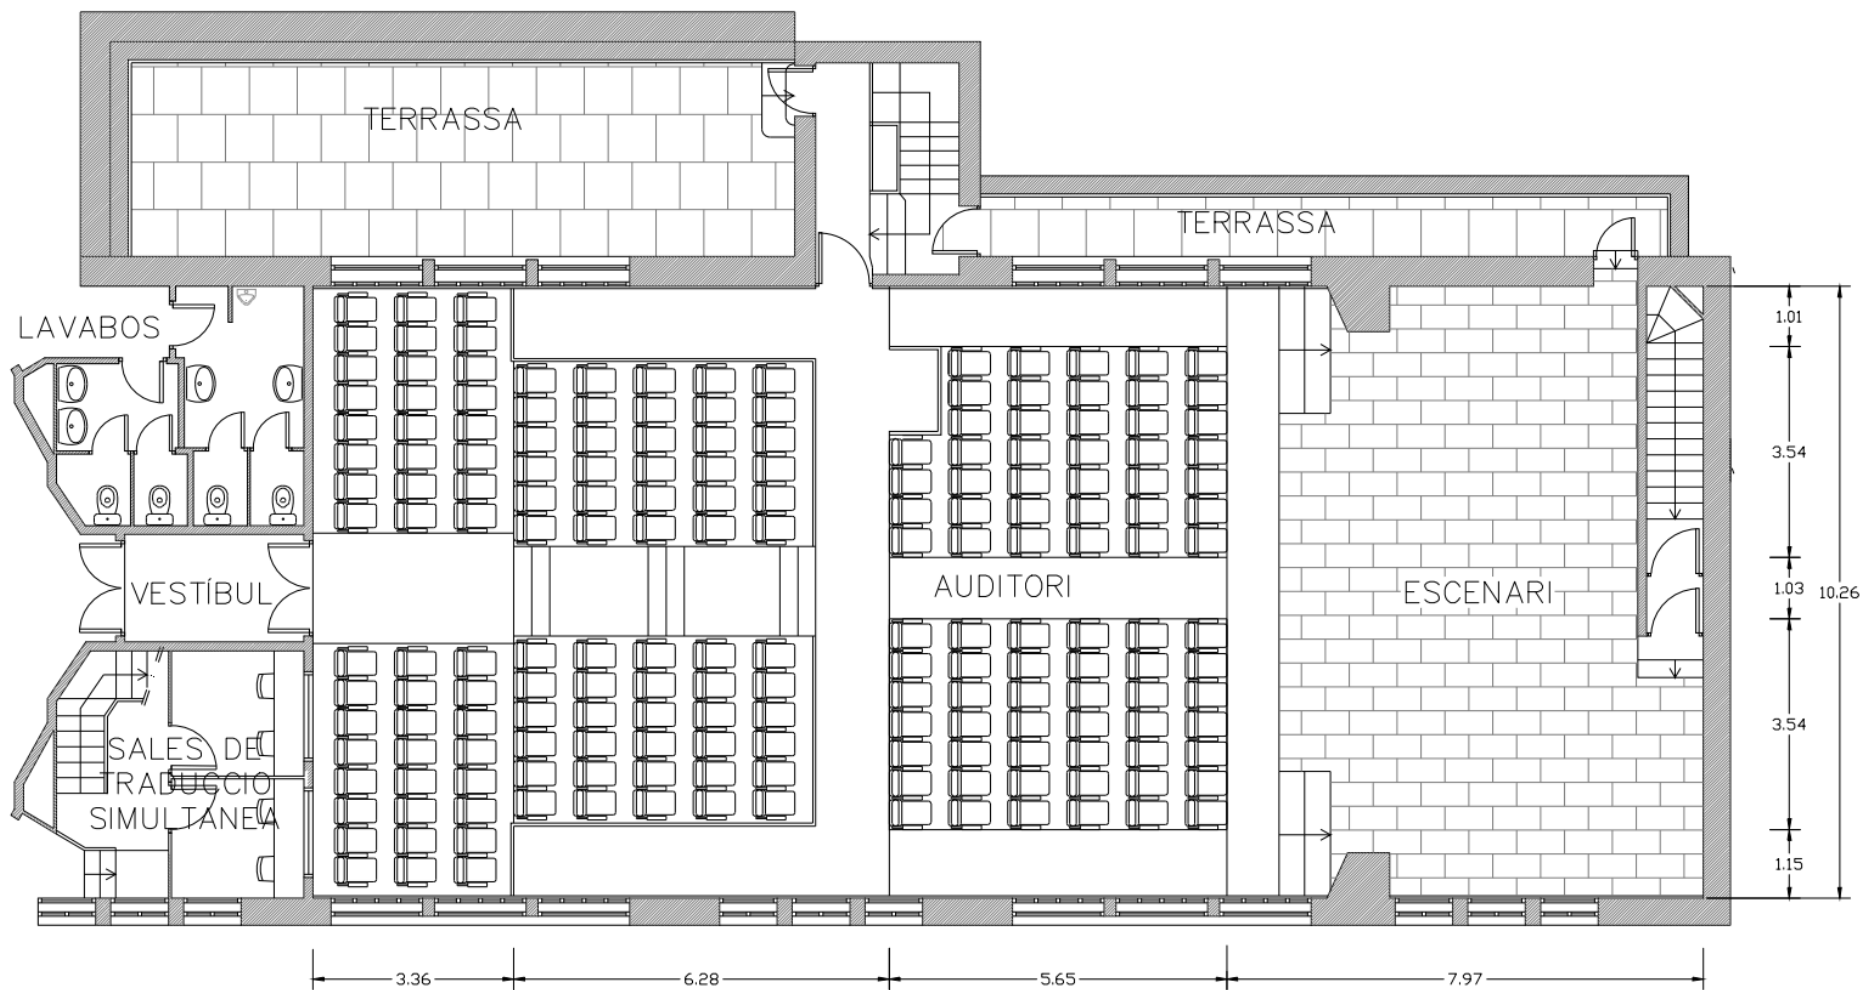 TERRASSA
TERRASSA
LAVABOS
1.01
3.54
VESTÍBUL
AUDITORI
ESCENARI
1.03
10.26
SALES DE
TRADUCCIO
SIMULTANEA
3.54
1.15
3.36
6.28
5.65
7.97